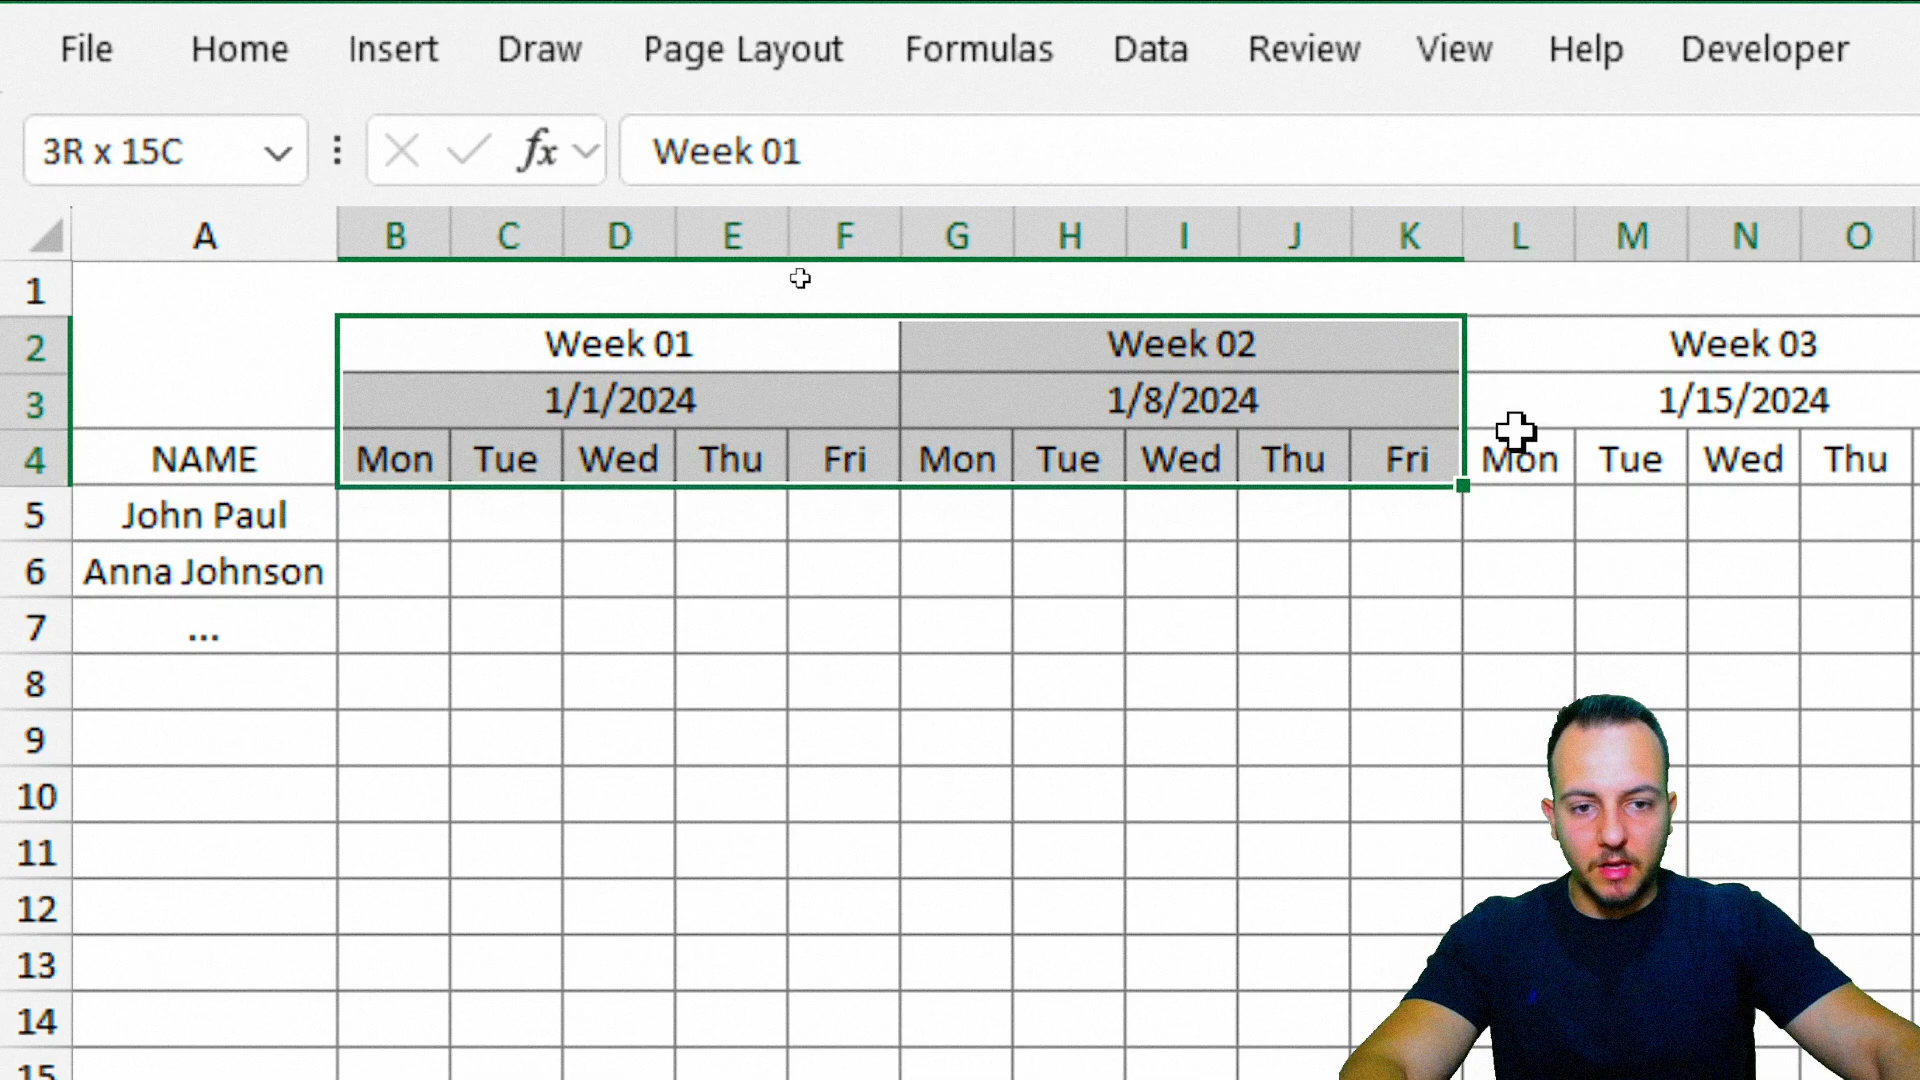 File Home Insert Draw Page Layout Formulas Data Review View Help Developer
3R x 15C fx Week 01
A B C D E F G H I J K L M N O
1
2 Week 01 Week 02 Week 03
3 1/1/2024 1/8/2024 1/15/2024
4 NAME Mon Tue Wed Thu Fri Mon Tue Wed Thu Fri Mon Tue Wed Thu
5 John Paul
6 Anna Johnson
7 ...
8
9
10
11
12
13
14
15